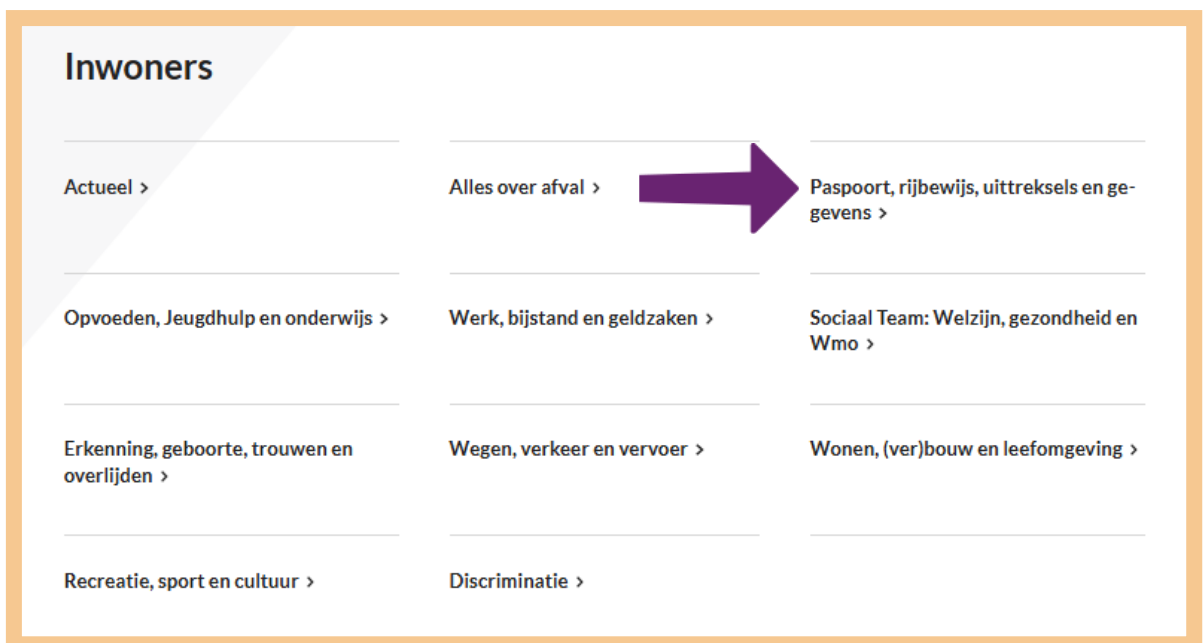 Inwoners
Actueel >
Alles over afval >
Paspoort, rijbewijs, uittreksels en ge-
gevens >
Opvoeden, Jeugdhulp en onderwijs >
Werk, bijstand en geldzaken >
Sociaal Team: Welzijn, gezondheid en
Wmo >
Erkenning, geboorte, trouwen en
overlijden >
Wegen, verkeer en vervoer >
Wonen, (ver)bouw en leefomgeving >
Recreatie, sport en cultuur >
Discriminatie >